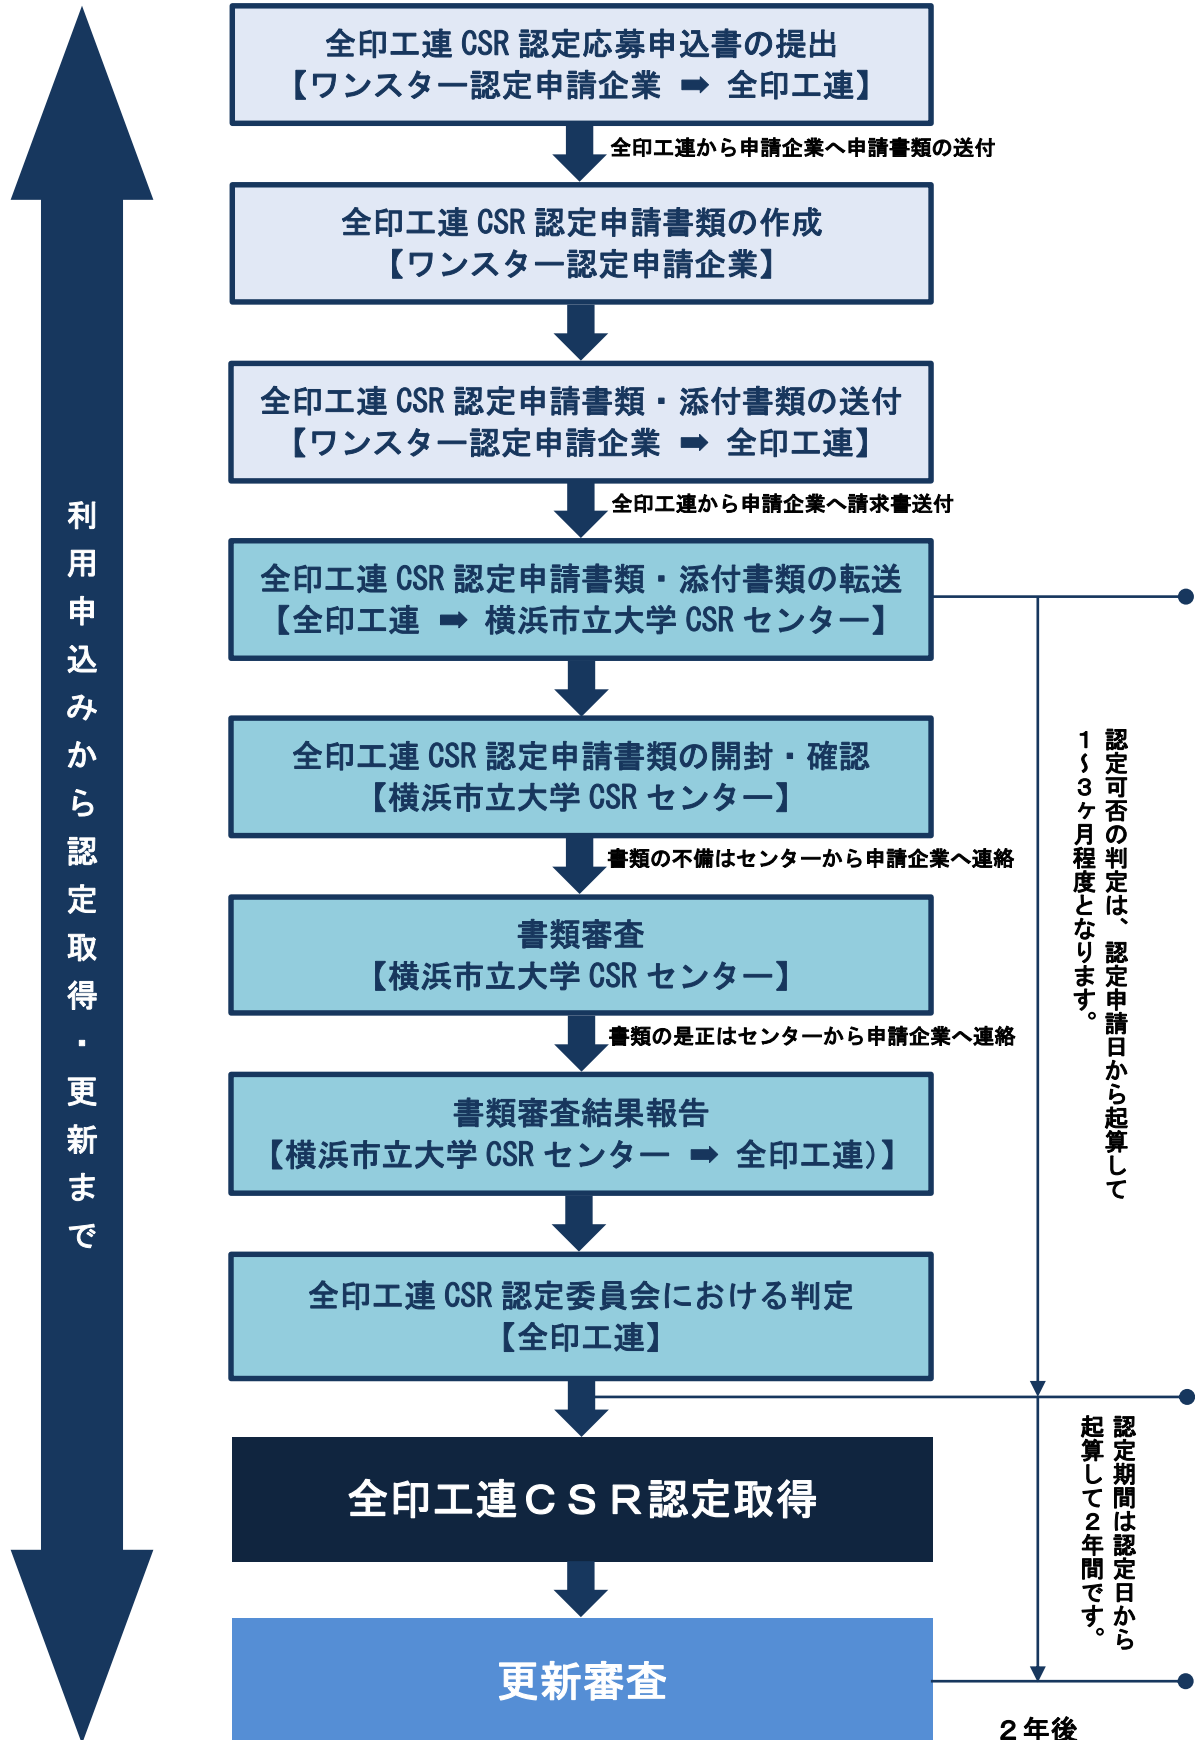 全印工連 CSR 認定応募申込書の提出
【ワンスター認定申請企業 ➡ 全印工連】
全印工連から申請企業へ申請書類の送付
全印工連 CSR 認定申請書類の作成
【ワンスター認定申請企業】
全印工連 CSR 認定申請書類・添付書類の送付
【ワンスター認定申請企業 ➡ 全印工連】
全印工連から申請企業へ請求書送付
全印工連 CSR 認定申請書類・添付書類の転送
【全印工連 ➡ 横浜市立大学 CSR センター】
全印工連 CSR 認定申請書類の開封・確認
【横浜市立大学 CSR センター】
書類の不備はセンターから申請企業へ連絡
書類審査
【横浜市立大学 CSR センター】
書類の是正はセンターから申請企業へ連絡
書類審査結果報告
【横浜市立大学 CSR センター ➡ 全印工連）】
全印工連 CSR 認定委員会における判定
【全印工連】
全印工連ＣＳＲ認定取得
更新審査
利用申込みから認定取得・更新まで
認定可否の判定は、認定申請日から起算して
１～３ヶ月程度となります。
認定期間は認定日から
起算して２年間です。
２年後